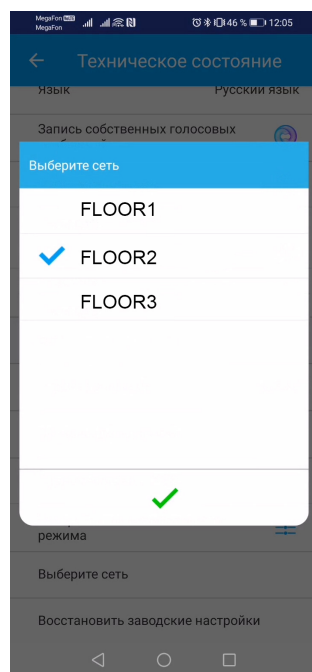 MegaFon
MegaFon
46 %
12:05
Техническое состояние
Язык
Русский язык
Запись собственных голосовых
Выберите сеть
FLOOR1
FLOOR2
FLOOR3
режима
Выберите сеть
Восстановить заводские настройки